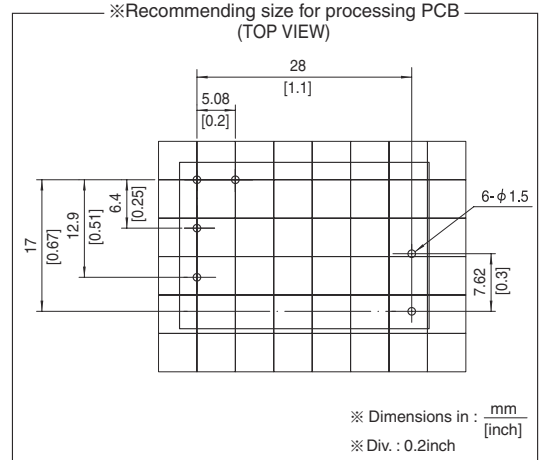 ※Recommending size for processing PCB
(TOP VIEW)
28
[1.1]
5.08
[0.2]
17
[0.67]
12.9
[0.51]
6.4
[0.25]
6-ϕ1.5
7.62
[0.3]
※ Dimensions in : mm
[inch]
※Div. : 0.2inch